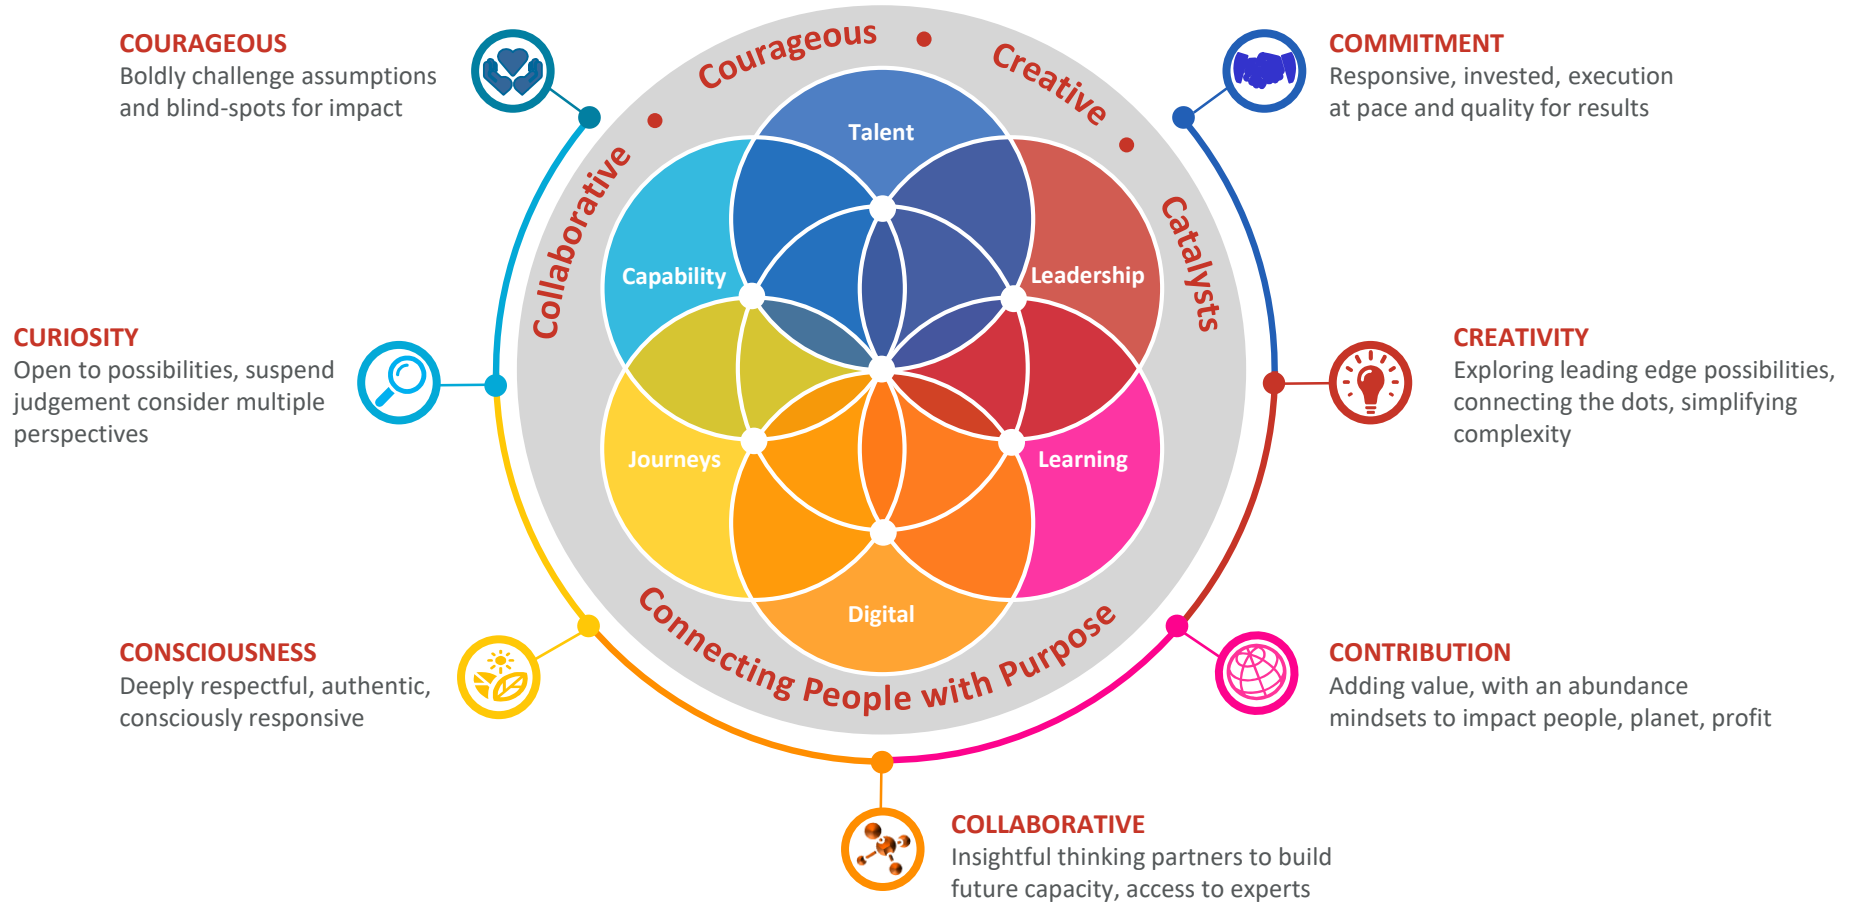 COURAGEOUS
Boldly challenge assumptions
and blind-spots for impact
CURIOSITY
Open to possibilities, suspend
judgement consider multiple
perspectives
CONSCIOUSNESS
Deeply respectful, authentic,
consciously responsive
Collaborative • Courageous • Creative • Catalysts
Talent
Capability
Leadership
Journeys
Learning
Digital
Connecting People with Purpose
COMMITMENT
Responsive, invested, execution
at pace and quality for results
CREATIVITY
Exploring leading edge possibilities,
connecting the dots, simplifying
complexity
CONTRIBUTION
Adding value, with an abundance
mindsets to impact people, planet, profit
COLLABORATIVE
Insightful thinking partners to build
future capacity, access to experts